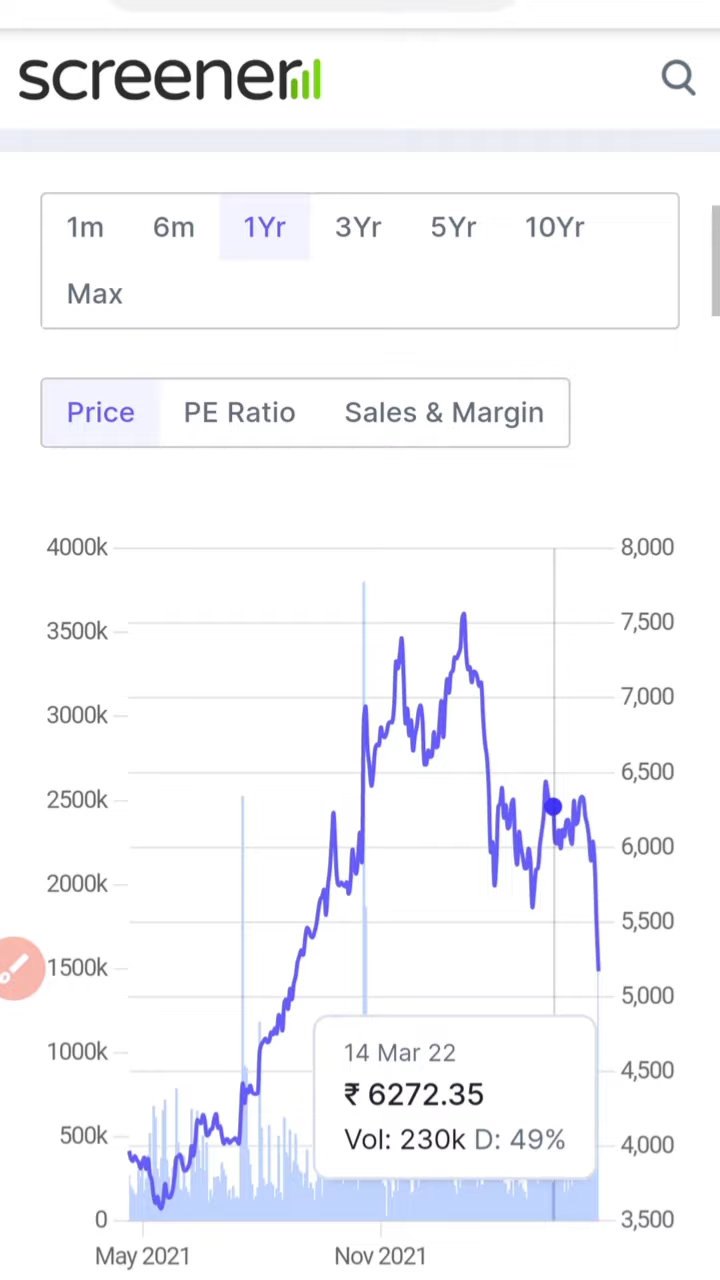 screener
1m 6m 1Yr 3Yr 5Yr 10Yr
Max
Price PE Ratio Sales & Margin
4000k 8,000
3500k 7,500
3000k 7,000
2500k 6,500
2000k 6,000
5,500
1500k 5,000
1000k 4,500
500k 4,000
0 3,500
14 Mar 22
₹ 6272.35
Vol: 230k D: 49%
May 2021 Nov 2021